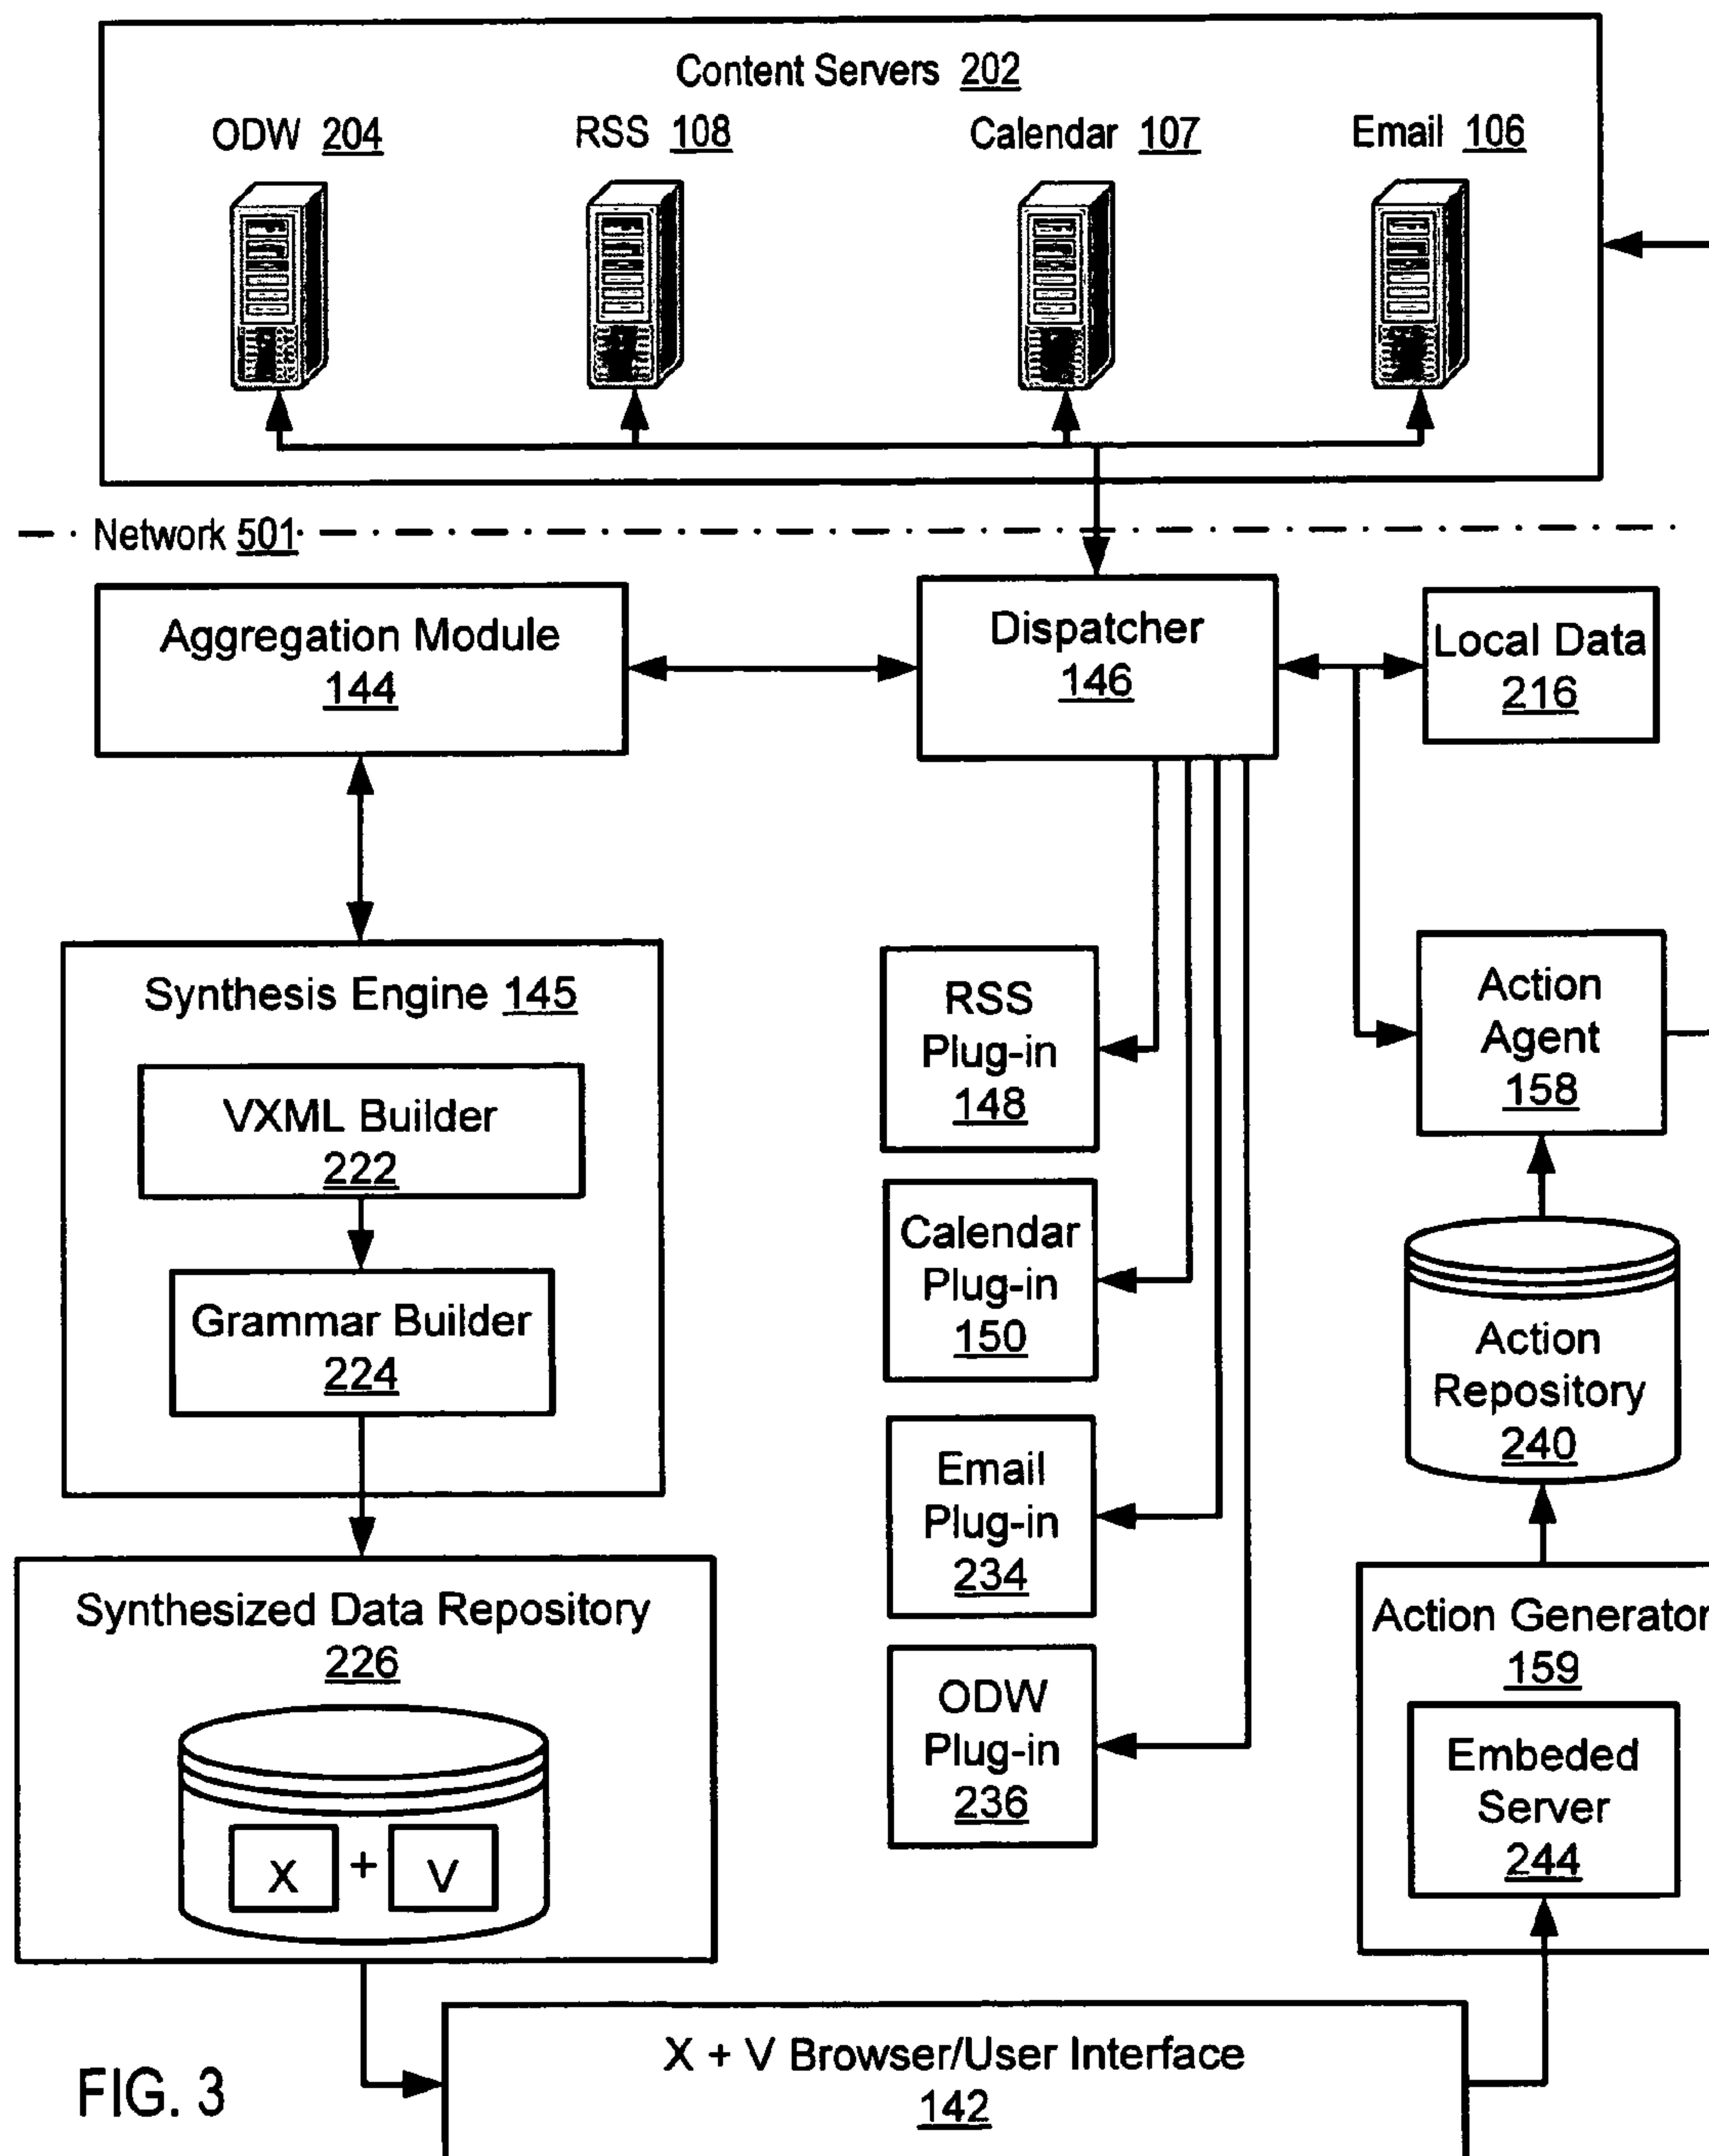 Content Servers 202
ODW 204
RSS 108
Calendar 107
Email 106
Network 501
Aggregation Module
144
Dispatcher
146
Local Data
216
Synthesis Engine 145
VXML Builder
222
Grammar Builder
224
RSS
Plug-in
148
Calendar
Plug-in
150
Email
Plug-in
234
ODW
Plug-in
236
Action
Agent
158
Action
Repository
240
Synthesized Data Repository
226
X + V
Action Generator
159
Embeded
Server
244
X + V Browser/User Interface
142
FIG. 3